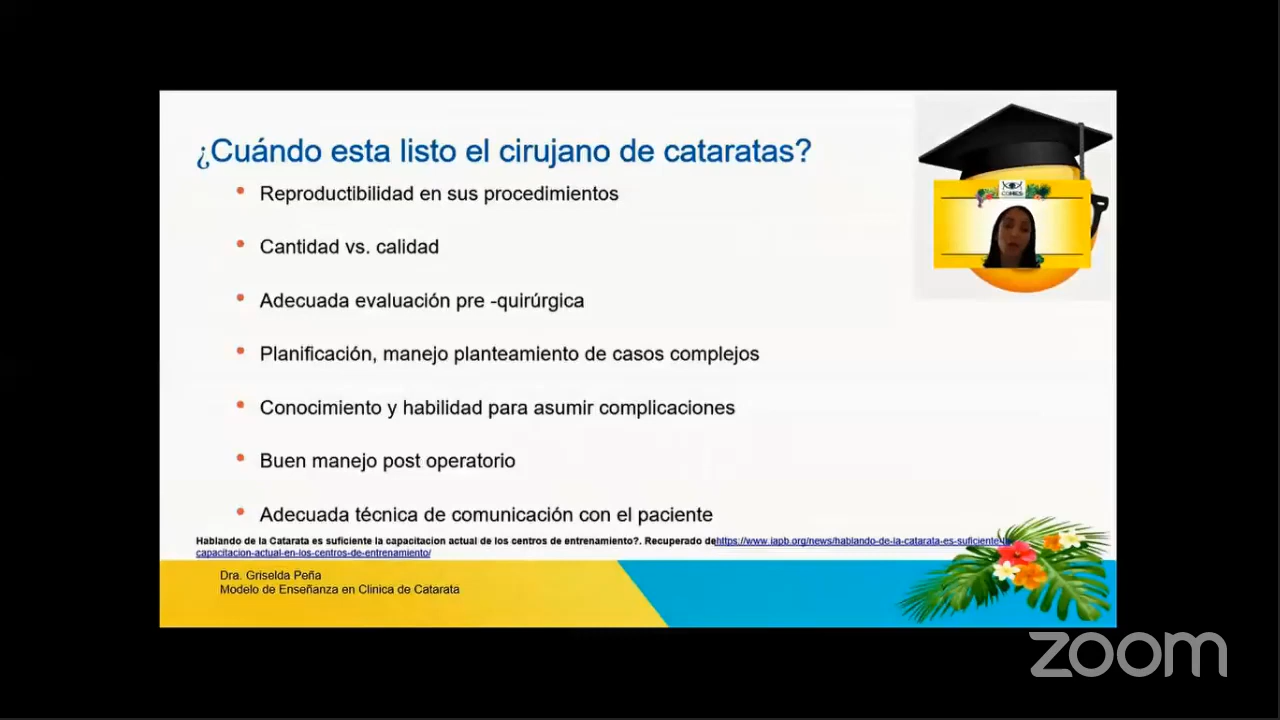 ¿Cuándo esta listo el cirujano de cataratas?
Reproductibilidad en sus procedimientos
Cantidad vs. calidad
Adecuada evaluación pre -quirúrgica
Planificación, manejo planteamiento de casos complejos
Conocimiento y habilidad para asumir complicaciones
Buen manejo post operatorio
Adecuada técnica de comunicación con el paciente
Hablando de la Catarata es suficiente la capacitacion actual de los centros de entrenamiento?. Recuperado dehttps://www.iapb.org/news/hablando-de-la-catarata-es-suficiente-la-
capacitacion-actual-en-los-centros-de-entrenamiento/
Dra. Griselda Peña
Modelo de Enseñanza en Clinica de Catarata
zoom